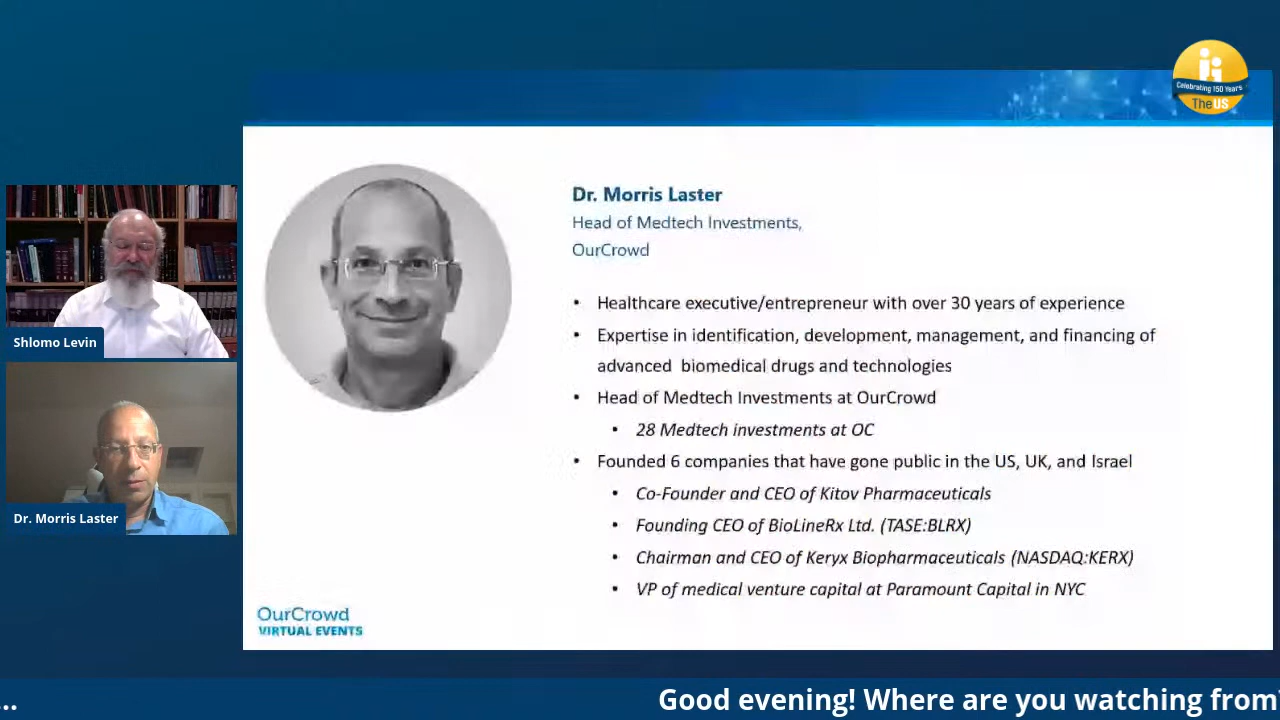 Celebrating 150 Years
TheUS
Shlomo Levin
Dr. Morris Laster
Dr. Morris Laster
Head of Medtech Investments,
OurCrowd
• Healthcare executive/entrepreneur with over 30 years of experience
• Expertise in identification, development, management, and financing of
advanced biomedical drugs and technologies
• Head of Medtech Investments at OurCrowd
• 28 Medtech investments at OC
• Founded 6 companies that have gone public in the US, UK, and Israel
• Co-Founder and CEO of Kitov Pharmaceuticals
• Founding CEO of BioLineRx Ltd. (TASE:BLRX)
• Chairman and CEO of Keryx Biopharmaceuticals (NASDAQ:KERX)
• VP of medical venture capital at Paramount Capital in NYC
OurCrowd
VIRTUAL EVENTS
... Good evening! Where are you watching from?